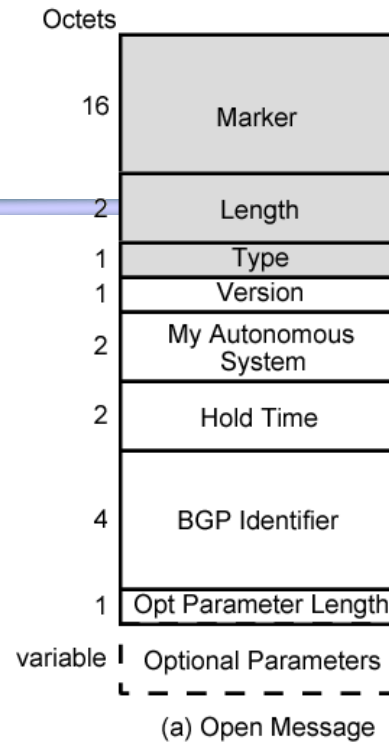 Octets
16 Marker
2 Length
1 Type
1 Version
2 My Autonomous
System
2 Hold Time
4 BGP Identifier
1 Opt Parameter Length
variable Optional Parameters
(a) Open Message